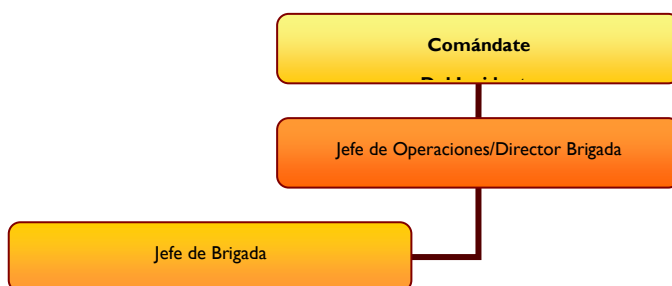 Comándate
Jefe de Operaciones/Director Brigada
Jefe de Brigada